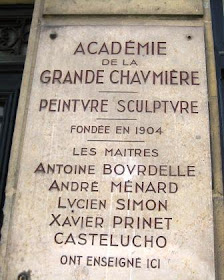 ACADÉMIE
DE LA
GRANDE CHAVMIÈRE
PEINTVRE SCVLPTVRE
FONDÉE EN 1904
LES MAITRES
ANTOINE BOVRDELLE
ANDRÉ MÉNARD
LVCIEN SIMON
XAVIER PRINET
CASTELUCHO
ONT ENSEIGNE ICI